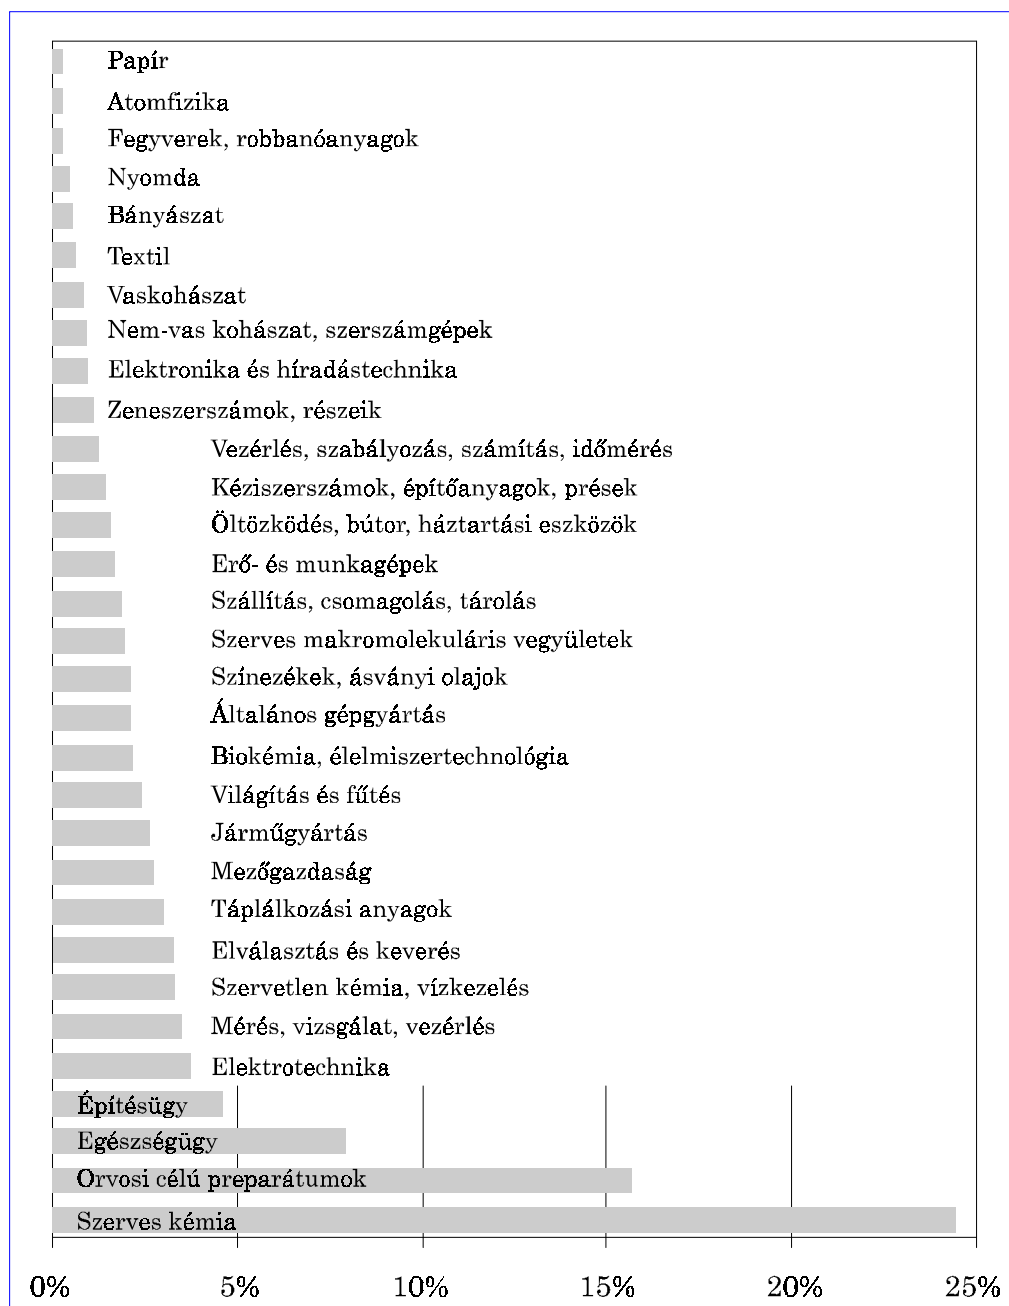 Papír
Atomfizika
Fegyverek, robbanóanyagok
Nyomda
Bányászat
Textil
Vaskohászat
Nem-vas kohászat, szerszámgépek
Elektronika és híradástechnika
Zeneszerszámok, részeik
Vezérlés, szabályozás, számítás, időmérés
Kéziszerszámok, építőanyagok, prések
Öltözködés, bútor, háztartási eszközök
Erő- és munkagépek
Szállítás, csomagolás, tárolás
Szerves makromolekuláris vegyületek
Színezékek, ásványi olajok
Általános gépgyártás
Biokémia, élelmiszertechnológia
Világítás és fűtés
Járműgyártás
Mezőgazdaság
Táplálkozási anyagok
Elválasztás és keverés
Szervetlen kémia, vízkezelés
Mérés, vizsgálat, vezérlés
Elektrotechnika
Építésügy
Egészségügy
Orvosi célú preparátumok
Szerves kémia
0% 5% 10% 15% 20% 25%